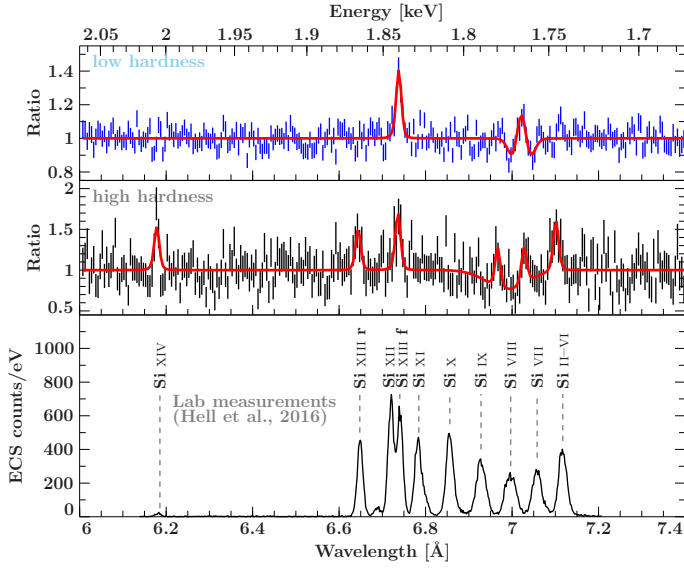 Energy [keV]
2.05 2 1.95 1.9 1.85 1.8 1.75 1.7
low hardness
Ratio
1.4
1.2
1
0.8
high hardness
Ratio
2
1.5
1
0.5
Si XIV
Si XIII r
Si XII
Si XIII f
Si XI
Si X
Si IX
Si VIII
Si VII
Si II–VI
Lab measurements
(Hell et al., 2016)
ECS counts/eV
1000
800
600
400
200
0
6 6.2 6.4 6.6 6.8 7 7.2 7.4
Wavelength [Å]